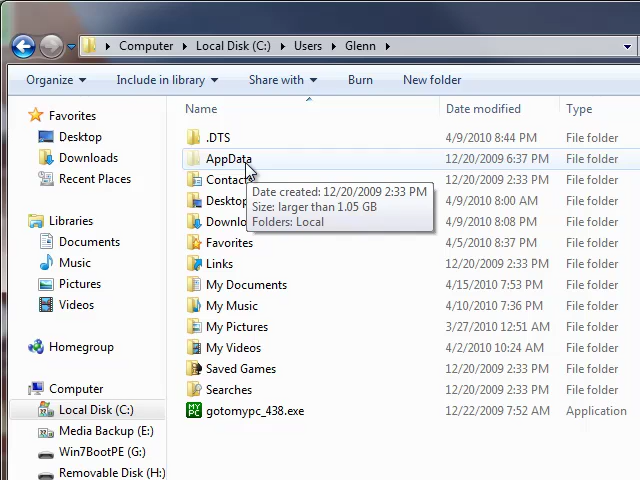 Computer Local Disk (C:) Users Glenn
Organize Include in library Share with Burn New folder
Favorites
Desktop
Downloads
Recent Places
Libraries
Documents
Music
Pictures
Videos
Homegroup
Computer
Local Disk (C:)
Media Backup (E:)
Win7BootPE (G:)
Removable Disk (H:)
Name Date modified Type
.DTS 4/9/2010 8:44 PM File folder
AppData 12/20/2009 6:37 PM File folder
Contac 12/20/2009 2:33 PM File folder
Deskto 4/9/2010 8:00 AM File folder
Downlo 4/9/2010 8:08 PM File folder
Favorites 4/5/2010 8:37 PM File folder
Links 12/20/2009 2:33 PM File folder
My Documents 4/15/2010 7:53 PM File folder
My Music 4/10/2010 7:36 PM File folder
My Pictures 3/27/2010 12:51 AM File folder
My Videos 4/2/2010 10:24 AM File folder
Saved Games 12/20/2009 2:33 PM File folder
Searches 12/20/2009 2:33 PM File folder
MY PC gotomypc_438.exe 12/22/2009 7:52 AM Application
Date created: 12/20/2009 2:33 PM
Size: larger than 1.05 GB
Folders: Local